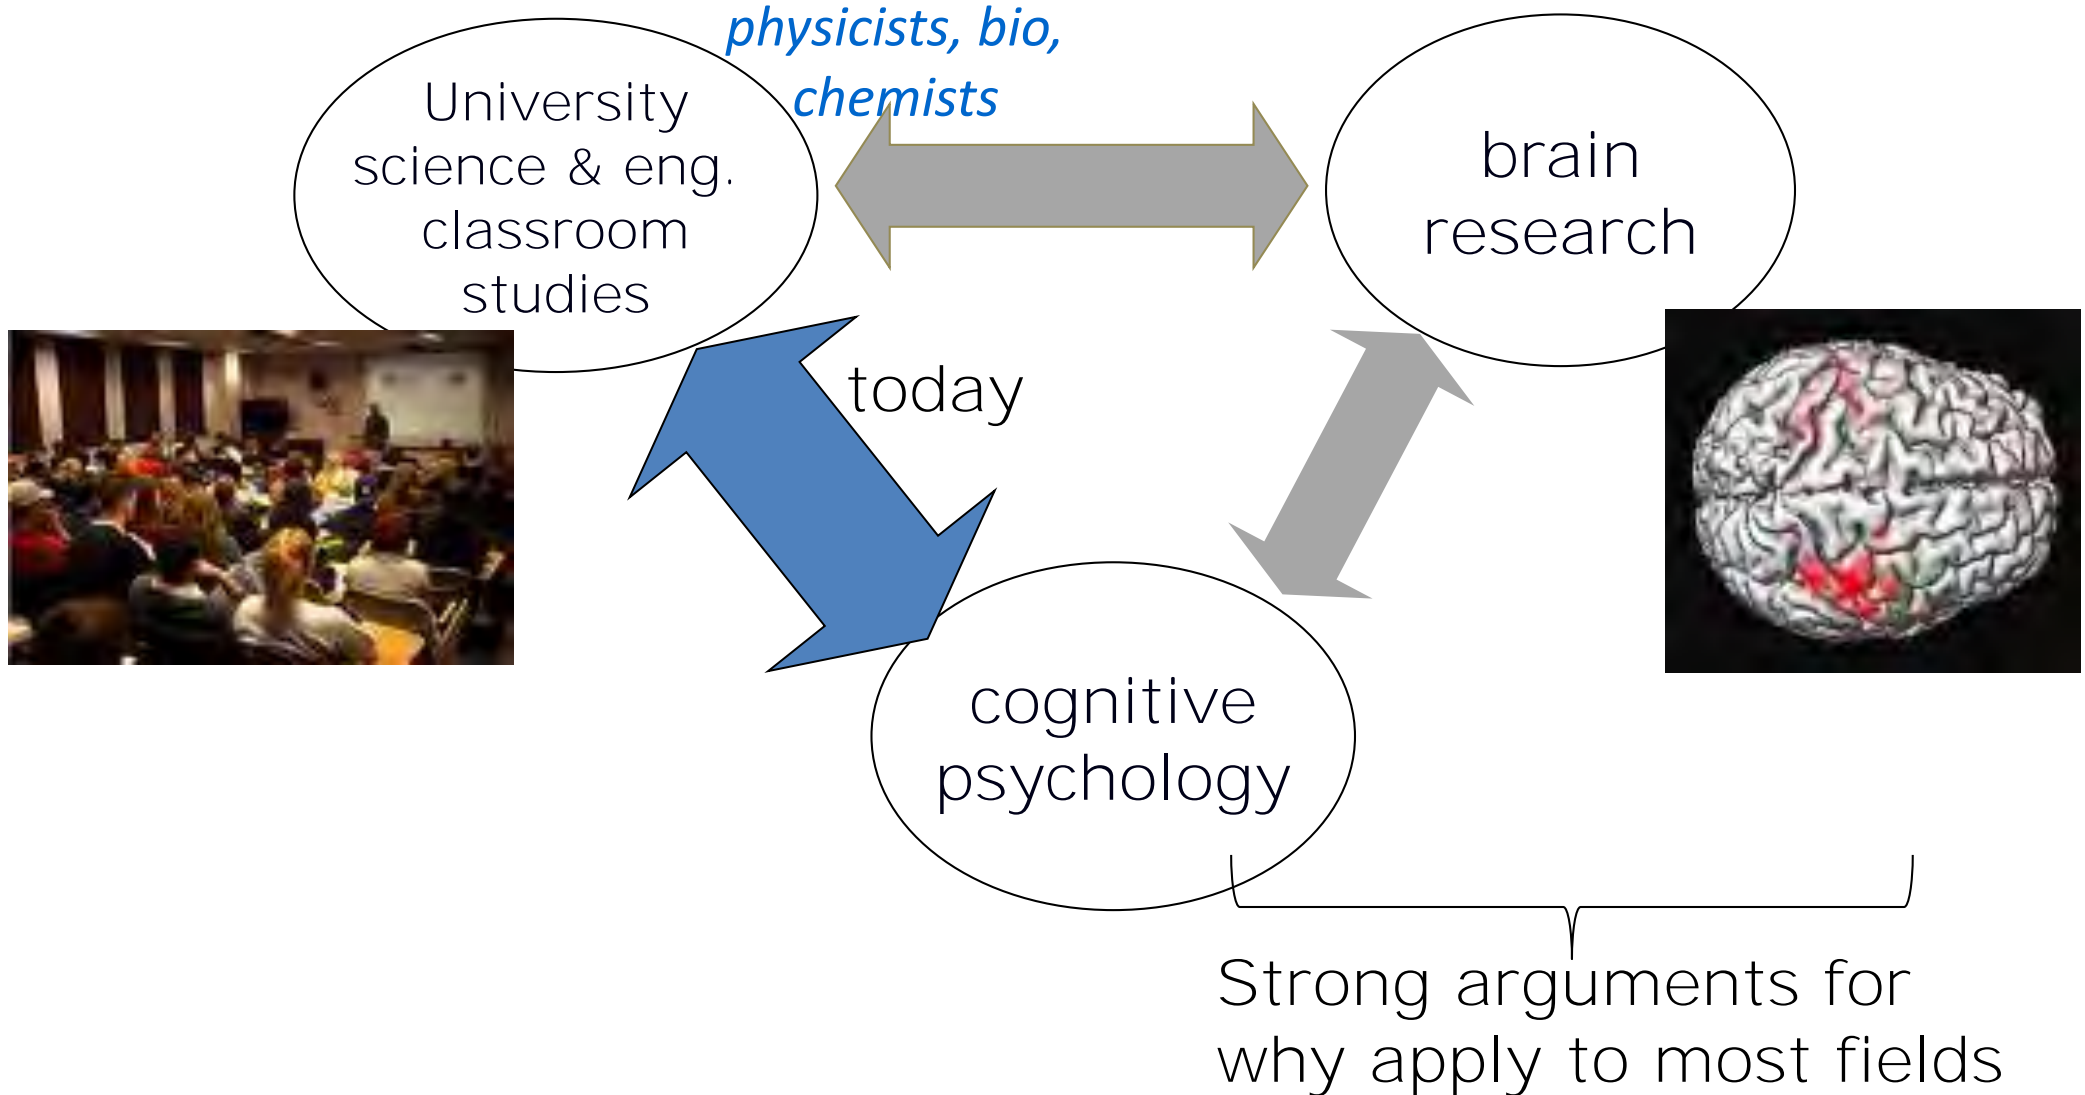 physicists, bio,
chemists
University
science & eng.
classroom
studies
brain
research
today
cognitive
psychology
Strong arguments for
why apply to most fields